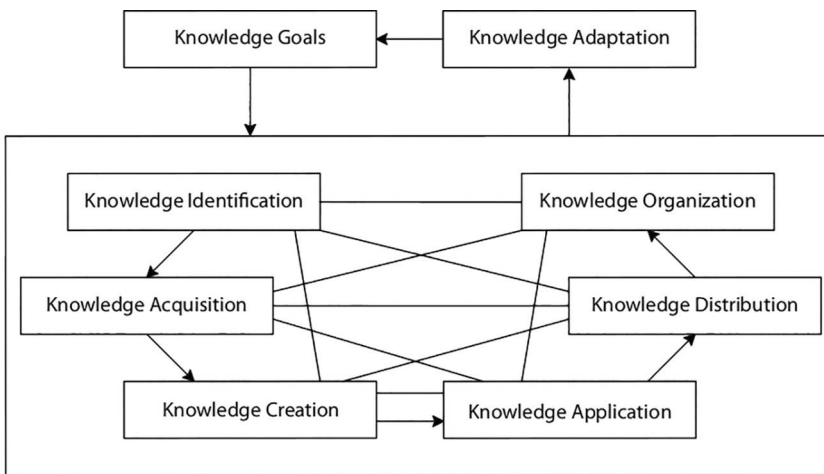 Knowledge Goals
Knowledge Adaptation
Knowledge Identification
Knowledge Organization
Knowledge Acquisition
Knowledge Distribution
Knowledge Creation
Knowledge Application